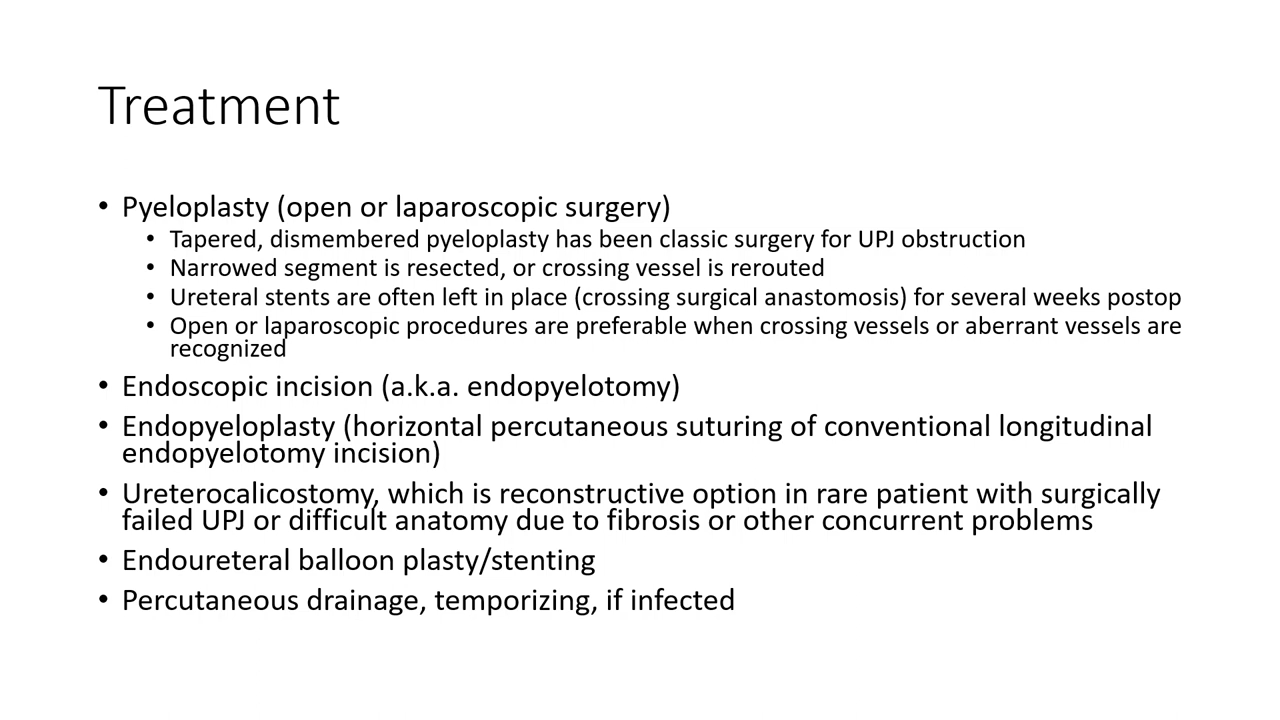 Treatment
• Pyeloplasty (open or laparoscopic surgery)
• Tapered, dismembered pyeloplasty has been classic surgery for UPJ obstruction
• Narrowed segment is resected, or crossing vessel is rerouted
• Ureteral stents are often left in place (crossing surgical anastomosis) for several weeks postop
• Open or laparoscopic procedures are preferable when crossing vessels or aberrant vessels are
recognized
• Endoscopic incision (a.k.a. endopyelotomy)
• Endopyeloplasty (horizontal percutaneous suturing of conventional longitudinal
endopyelotomy incision)
• Ureterocalicostomy, which is reconstructive option in rare patient with surgically
failed UPJ or difficult anatomy due to fibrosis or other concurrent problems
• Endoureteral balloon plasty/stenting
• Percutaneous drainage, temporizing, if infected